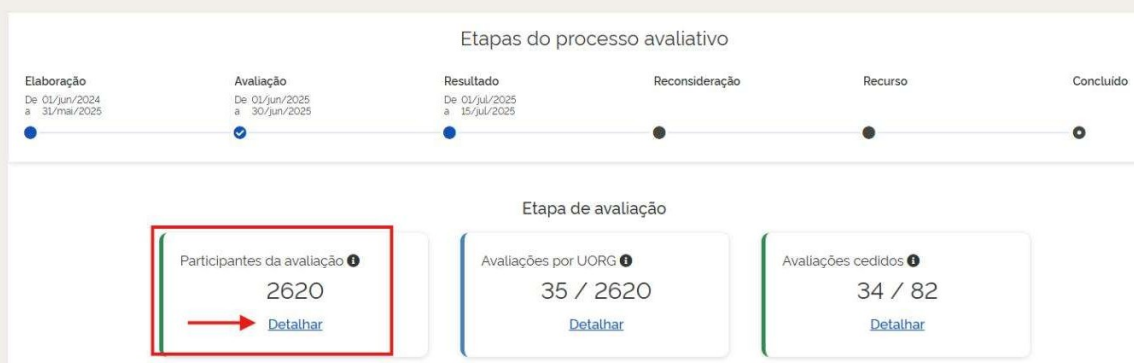 Etapas do processo avaliativo
Elaboração
De 01/jun/2024
a 31/mai/2025
Avaliação
De 01/jun/2025
a 30/jun/2025
Resultado
De 01/jul/2025
a 15/jul/2025
Reconsideração
Recurso
Concluído
Etapa de avaliação
Participantes da avaliação
2620
Detalhar
Avaliações por UORG
35 / 2620
Detalhar
Avaliações cedidos
34 / 82
Detalhar